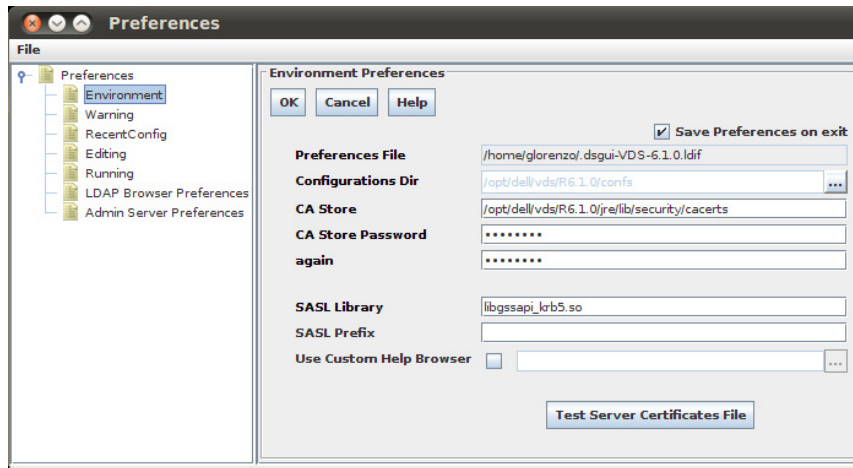 Preferences
File
Preferences
Environment
Warning
RecentConfig
Editing
Running
LDAP Browser Preferences
Admin Server Preferences
Environment Preferences
OK Cancel Help
Save Preferences on exit
Preferences File /home/glorenzo/.dsgui-VDS-6.1.0.ldif
Configurations Dir /opt/dell/vds/R6.1.0/confs ...
CA Store /opt/dell/vds/R6.1.0/jre/lib/security/cacerts
CA Store Password ••••••••
again ••••••••
SASL Library libgssapi_krb5.so
SASL Prefix
Use Custom Help Browser ...
Test Server Certificates File